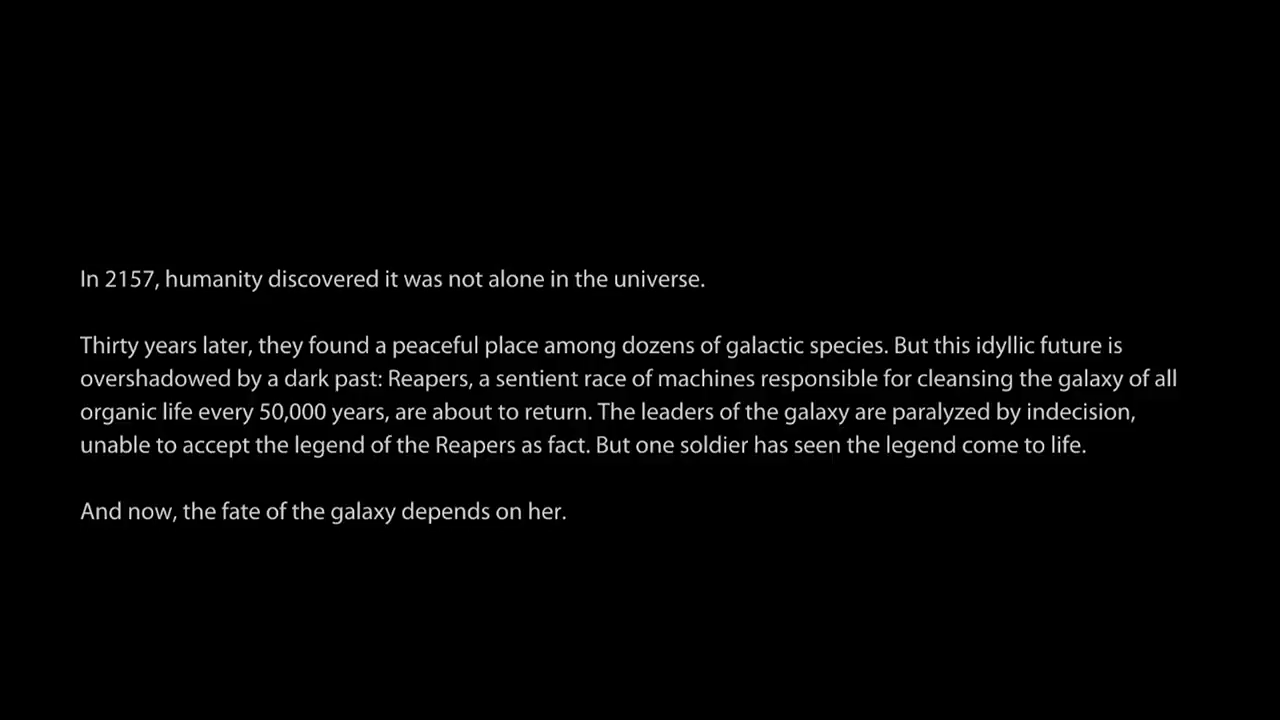 In 2157, humanity discovered it was not alone in the universe.
Thirty years later, they found a peaceful place among dozens of galactic species. But this idyllic future is
overshadowed by a dark past: Reapers, a sentient race of machines responsible for cleansing the galaxy of all
organic life every 50,000 years, are about to return. The leaders of the galaxy are paralyzed by indecision,
unable to accept the legend of the Reapers as fact. But one soldier has seen the legend come to life.
And now, the fate of the galaxy depends on her.